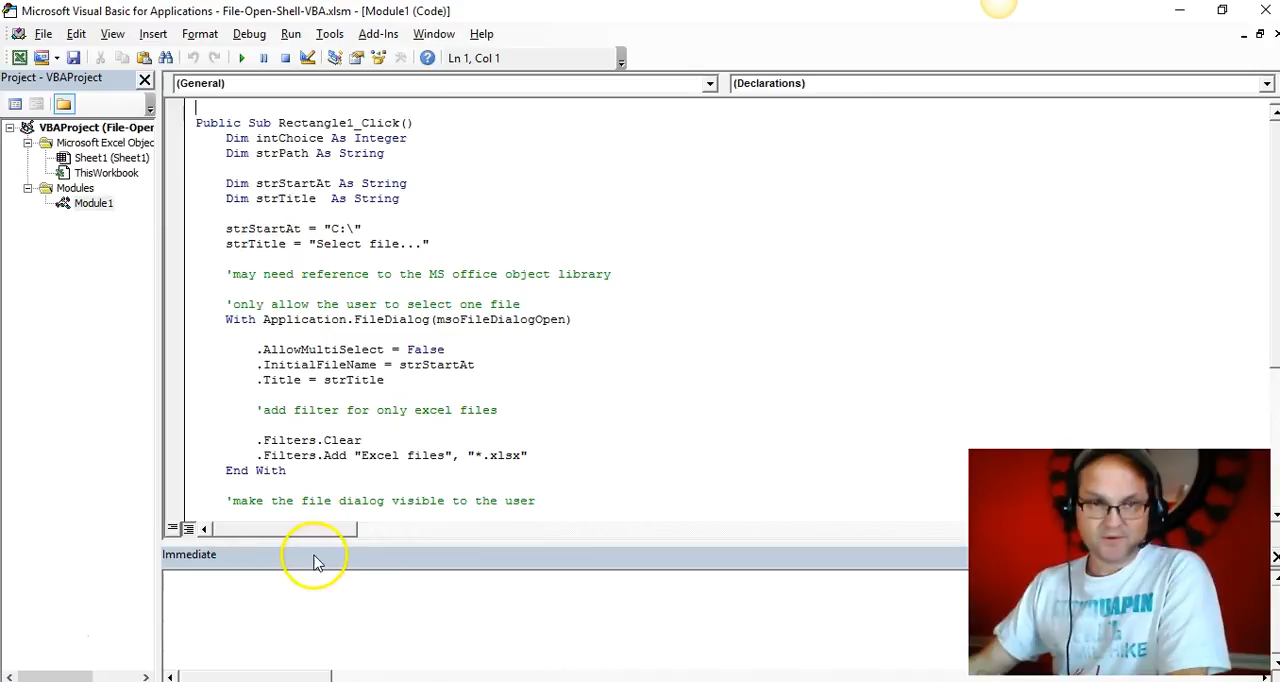 Microsoft Visual Basic for Applications - File-Open-Shell-VBA.xlsm - [Module1 (Code)]
File Edit View Insert Format Debug Run Tools Add-Ins Window Help
Ln 1, Col 1
Project - VBAProject
(General)
(Declarations)
VBAProject (File-Oper
Microsoft Excel Objec
Sheet1 (Sheet1)
ThisWorkbook
Modules
Module1
Public Sub Rectangle1_Click()
Dim intChoice As Integer
Dim strPath As String
Dim strStartAt As String
Dim strTitle  As String
strStartAt = "C:\"
strTitle = "Select file..."
'may need reference to the MS office object library
'only allow the user to select one file
With Application.FileDialog(msoFileDialogOpen)
.AllowMultiSelect = False
.InitialFileName = strStartAt
.Title = strTitle
'add filter for only excel files
.Filters.Clear
.Filters.Add "Excel files", "*.xlsx"
End With
'make the file dialog visible to the user
Immediate